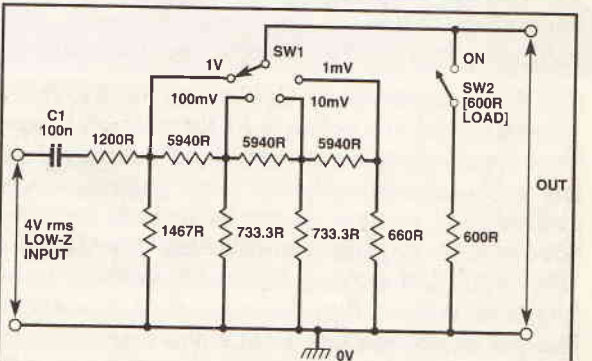 SW1
1V
1mV
100mV
10mV
ON
SW2
[600R
LOAD]
C1
100n
1200R
5940R
5940R
5940R
OUT
4V rms
LOW-Z
INPUT
1467R
733.3R
733.3R
660R
600R
0V